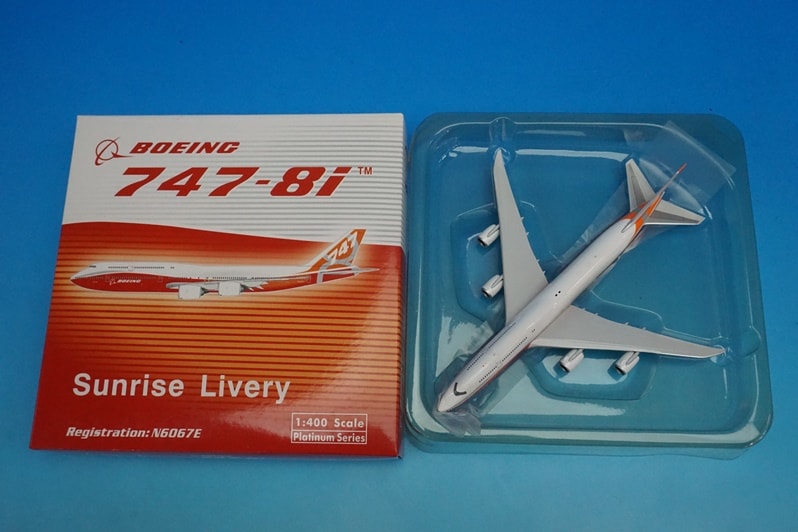 BOEING
747-8i™
747
BOEING
Sunrise Livery
1:400 Scale
Platinum Series
Registration: N6067E